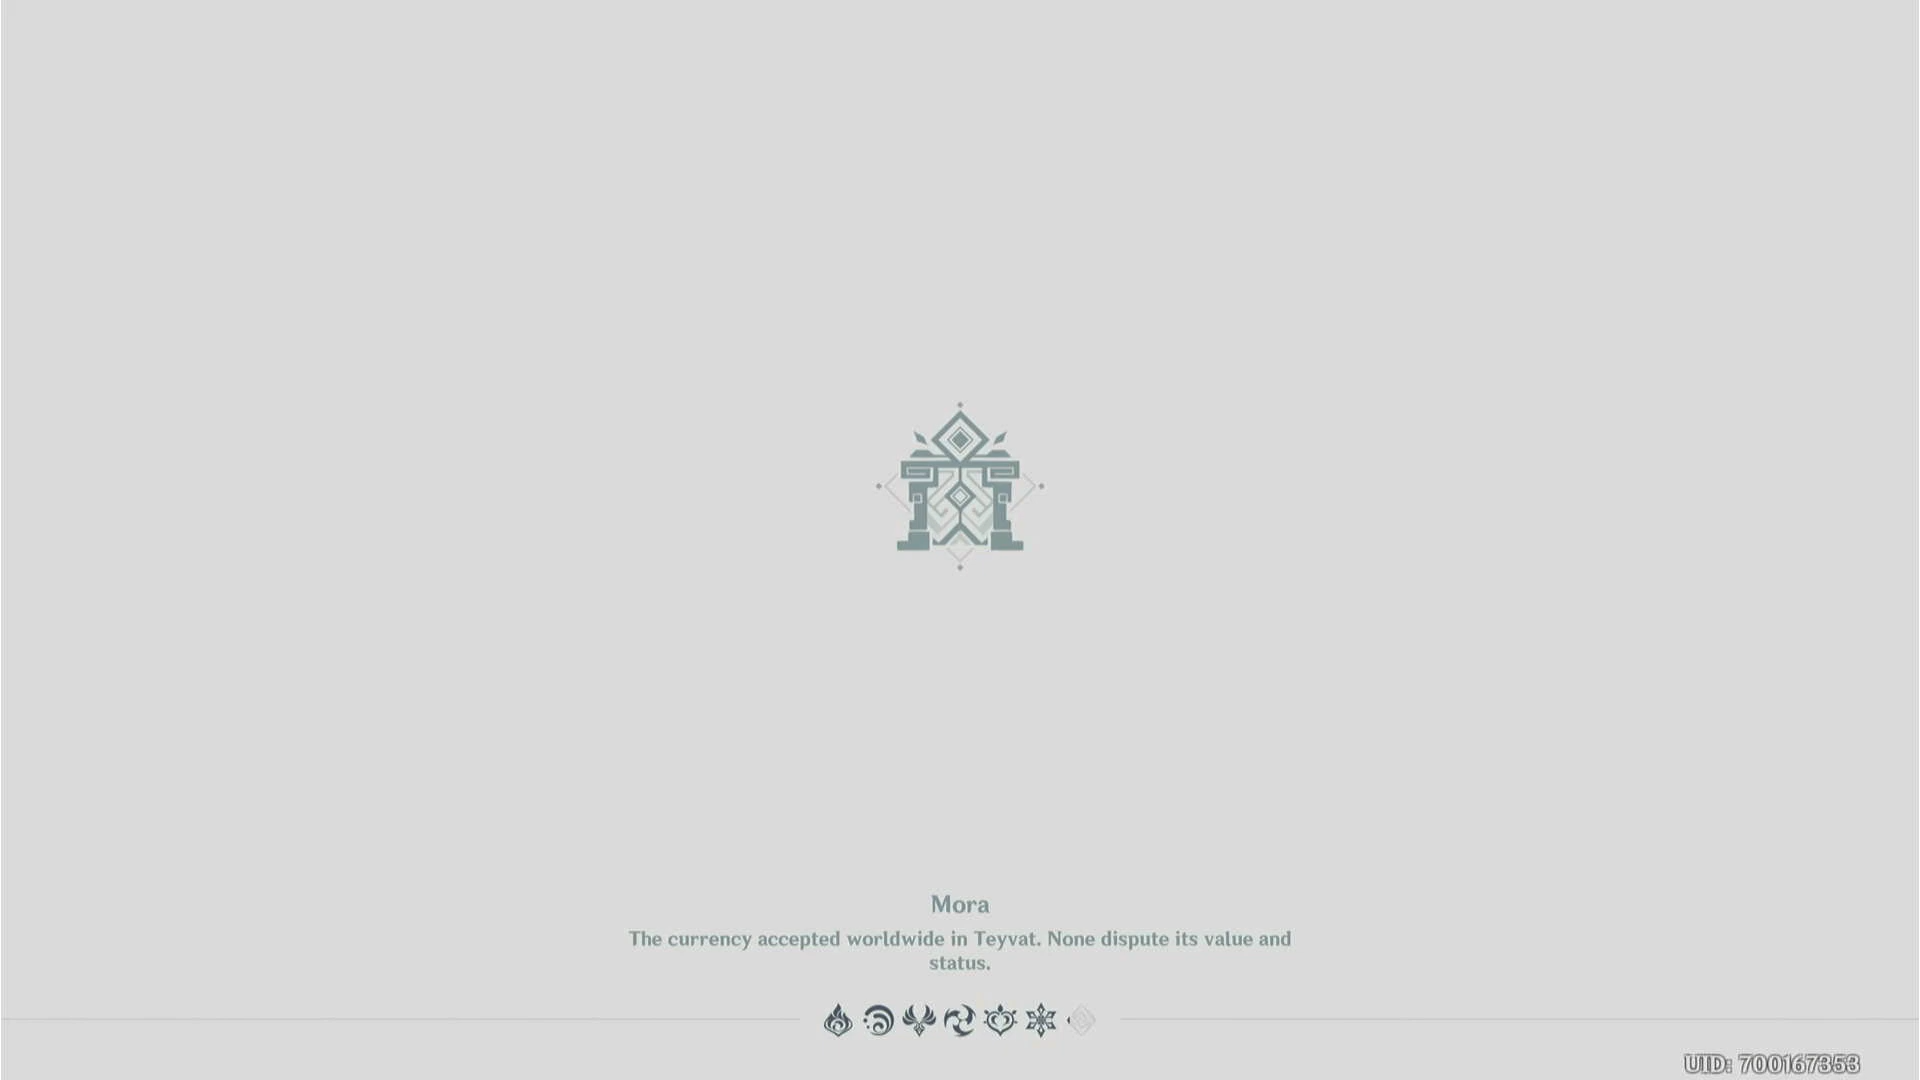 Mora
The currency accepted worldwide in Teyvat. None dispute its value and
status.
UID: 700167353